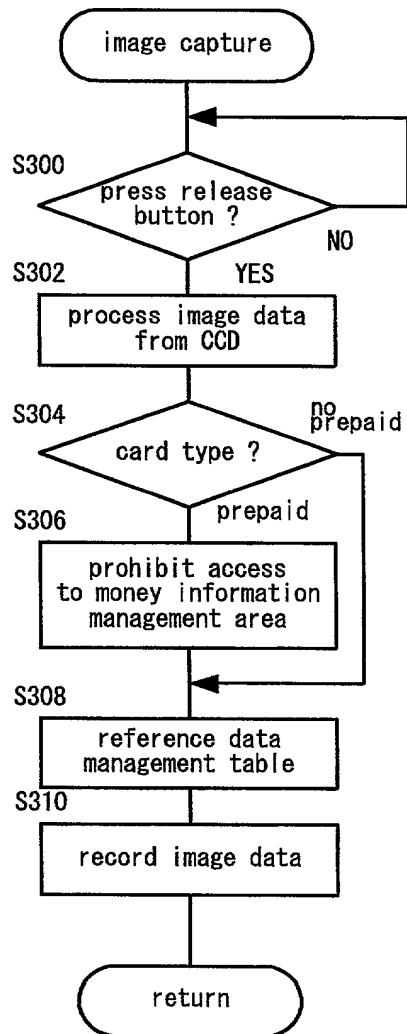 image capture
S300
press release
button ?
NO
S302
YES
process image data
from CCD
S304
no
prepaid
card type ?
S306
prepaid
prohibit access
to money information
management area
S308
reference data
management table
S310
record image data
return